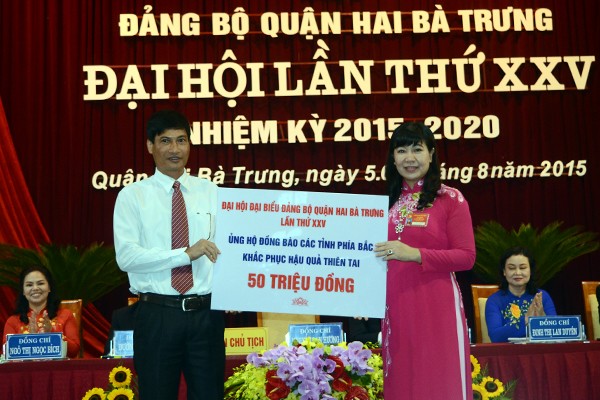 ĐẢNG BỘ QUẬN HAI BÀ TRƯNG
ĐẠI HỘI LẦN THỨ XXV
NHIỆM KỲ 2015-2020
Quận Bà Trưng, ngày 8 năm 2015
ĐẠI HỘI ĐẠI BIỂU ĐẢNG BỘ QUẬN HAI BÀ TRƯNG
LẦN THỨ XXV
ỦNG HỘ ĐỒNG BÀO CÁC TỈNH PHÍA BẮC
KHẮC PHỤC HẬU QUẢ THIÊN TAI
50 TRIỆU ĐỒNG
ĐỒNG CHÍ
NGÔ THỊ NGỌC BÍCH
CHỦ TỊCH
ĐỒNG CHÍ
ĐỒNG CHÍ
ĐINH THỊ LAN DUYÊN